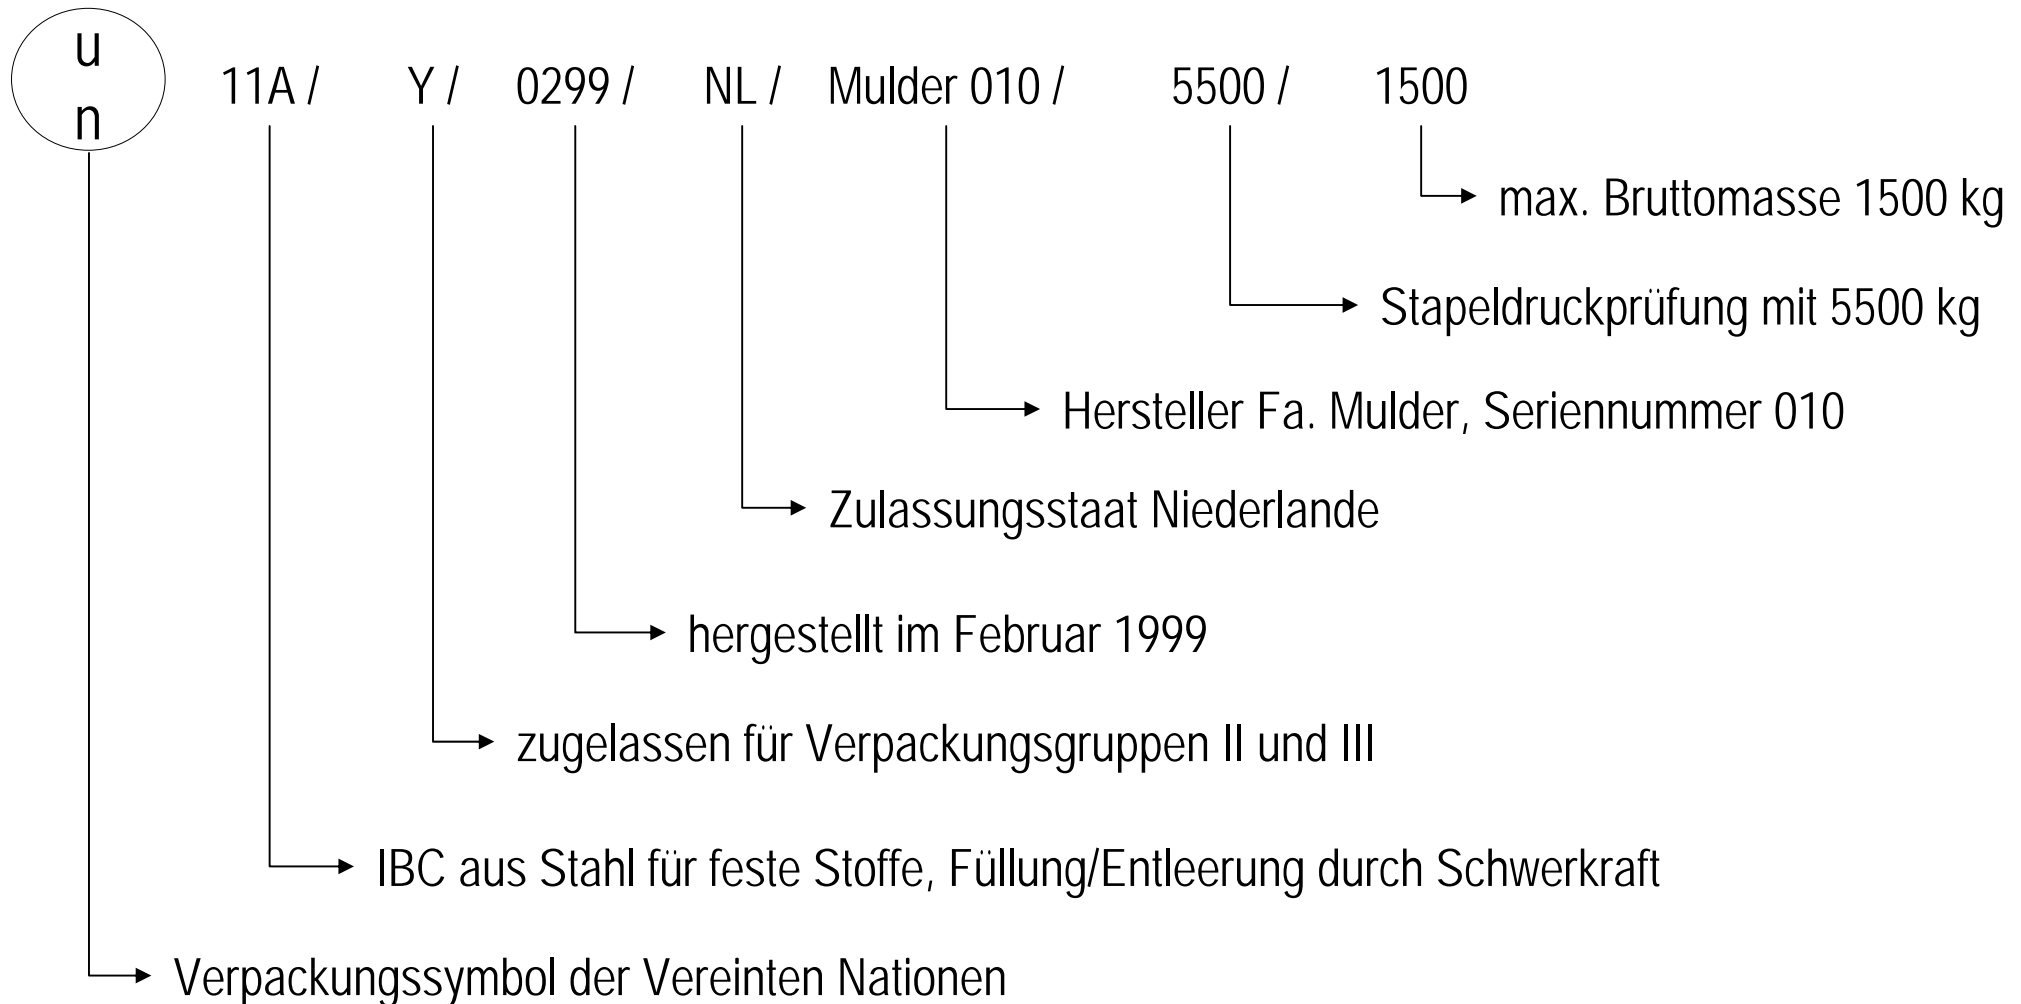 u
n
11A / Y / 0299 / NL / Mulder 010 / 5500 / 1500
max. Bruttomasse 1500 kg
Stapeldruckprüfung mit 5500 kg
Hersteller Fa. Mulder, Seriennummer 010
Zulassungsstaat Niederlande
hergestellt im Februar 1999
zugelassen für Verpackungsgruppen II und III
IBC aus Stahl für feste Stoffe, Füllung/Entleerung durch Schwerkraft
Verpackungssymbol der Vereinten Nationen